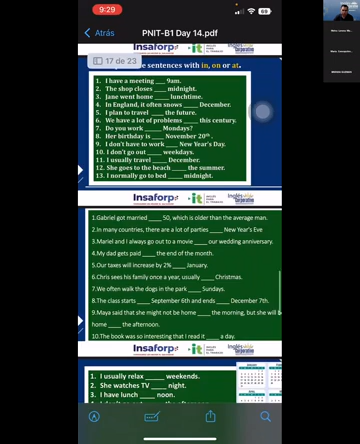 9:29
69
Atrás
PNIT-B1 Day 14.pdf
Insaforp
it
17 de 23
e sentences with in, on or at.
1. I have a meeting ___ 9am.
2. The shop closes ____ midnight.
3. Jane went home ____ lunchtime.
4. In England, it often snows ____ December.
5. I plan to travel ____ the future.
6. We have a lot of problems ____ this century.
7. Do you work ____ Mondays?
8. Her birthday is ____ November 20th.
9. I don't have to work ____ New Year's Day.
10. I don't go out ____ weekdays.
11. I usually travel ____ December.
12. She goes to the beach ____ the summer.
13. I normally go to bed ____ midnight.
Insaforp
it
inglés
Corporativo
1.Gabriel got married ____ 50, which is older than the average man.
2.In many countries, there are a lot of parties ____ New Year's Eve
3.Mariel and I always go out to a movie ____ our wedding anniversary.
4.My dad gets paid ____ the end of the month.
5.Our taxes will increase by 2% ____ January.
6.Chris sees his family once a year, usually ____ Christmas.
7.We often walk the dogs in the park ____ Sundays.
8.The class starts ____ September 6th and ends ____ December 7th.
9.Maya said that she might not be home ____ the morning, but she will b
home ____ the afternoon.
10.The book was so interesting that I read it ____ a day.
Insaforp
it
inglés
Corporativo
1. I usually relax ____ weekends.
2. She watches TV ____ night.
3. I have lunch ____ noon.